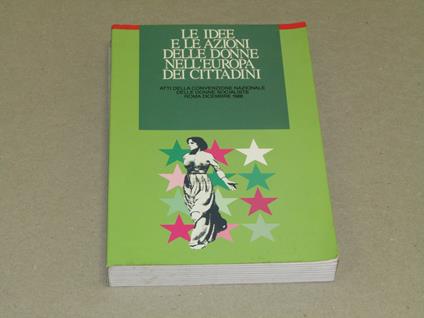 LE IDEE
E LE AZIONI
DELLE DONNE
NELL'EUROPA
DEI CITTADINI
ATTI DELLA CONVENZIONE NAZIONALE
DELLE DONNE SOCIALISTE
ROMA DICEMBRE 1988